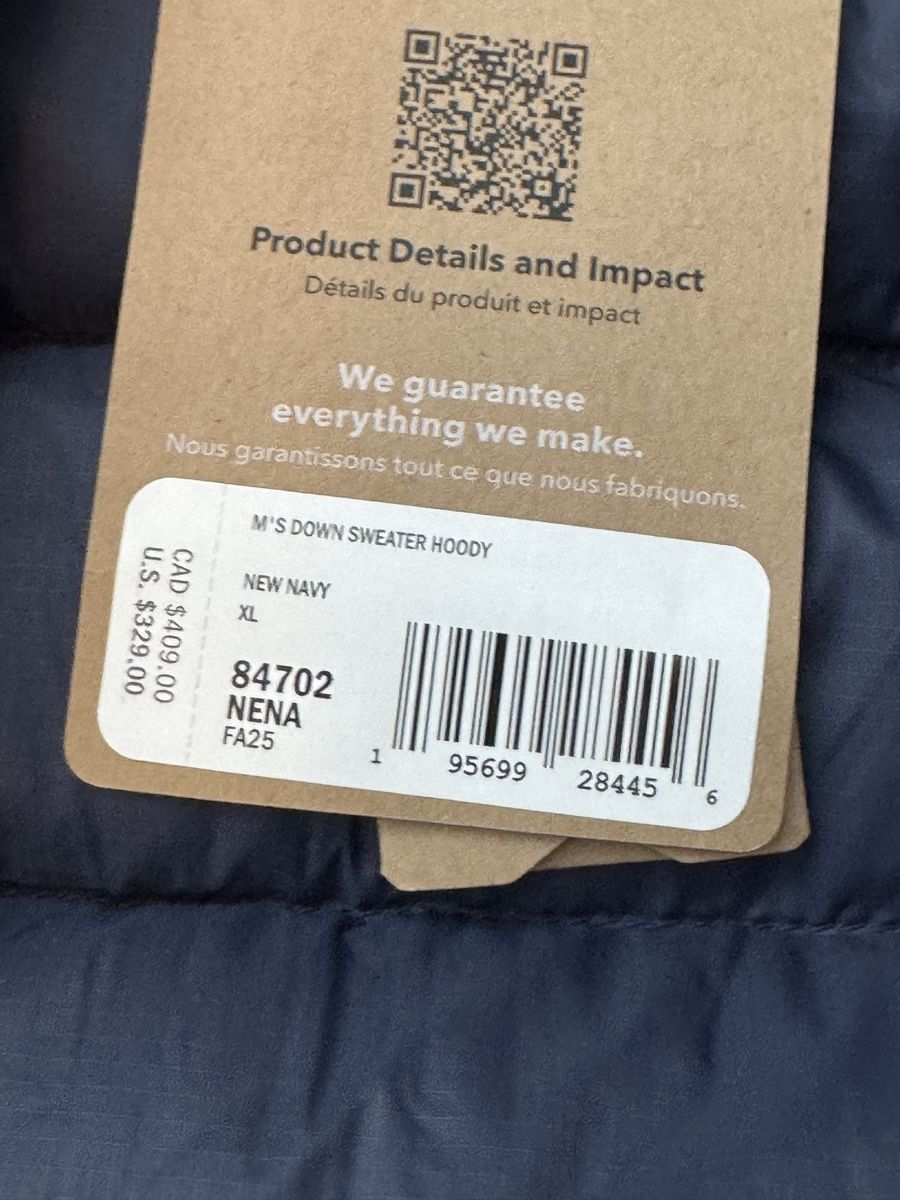 Product Details and Impact
Détails du produit et impact
We guarantee
everything we make.
Nous garantissons tout ce que nous fabriquons.
M'S DOWN SWEATER HOODY
NEW NAVY
XL
84702
NENA
FA25
CAD $409.00
U.S. $329.00
1 95699 28445 6